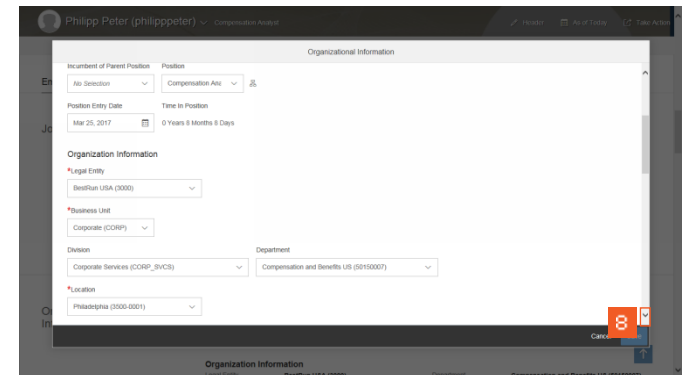 Philipp Peter (philipppeter) Compensation Analyst Header As of Today Take Action
Organizational Information
Incumbent of Parent Position Position
No Selection Compensation Anc
Position Entry Date Time In Position
Mar 25, 2017 0 Years 8 Months 8 Days
Organization Information
*Legal Entity
BestRun USA (3000)
*Business Unit
Corporate (CORP)
Division Department
Corporate Services (CORP_SVCS) Compensation and Benefits US (50150007)
*Location
Philadelphia (3500-0001)
8
Organization Information